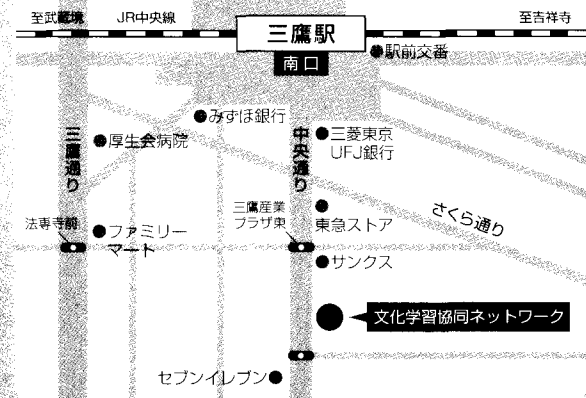 至武蔵境
JR中央線
三鷹駅
至吉祥寺
南口
駅前交番
みずほ銀行
三鷹通り
厚生会病院
中央通り
三菱東京
UFJ銀行
法専寺前
ファミリー
マート
三鷹産業
プラザ東
東急ストア
さくら通り
サンクス
文化学習協同ネットワーク
セブンイレブン